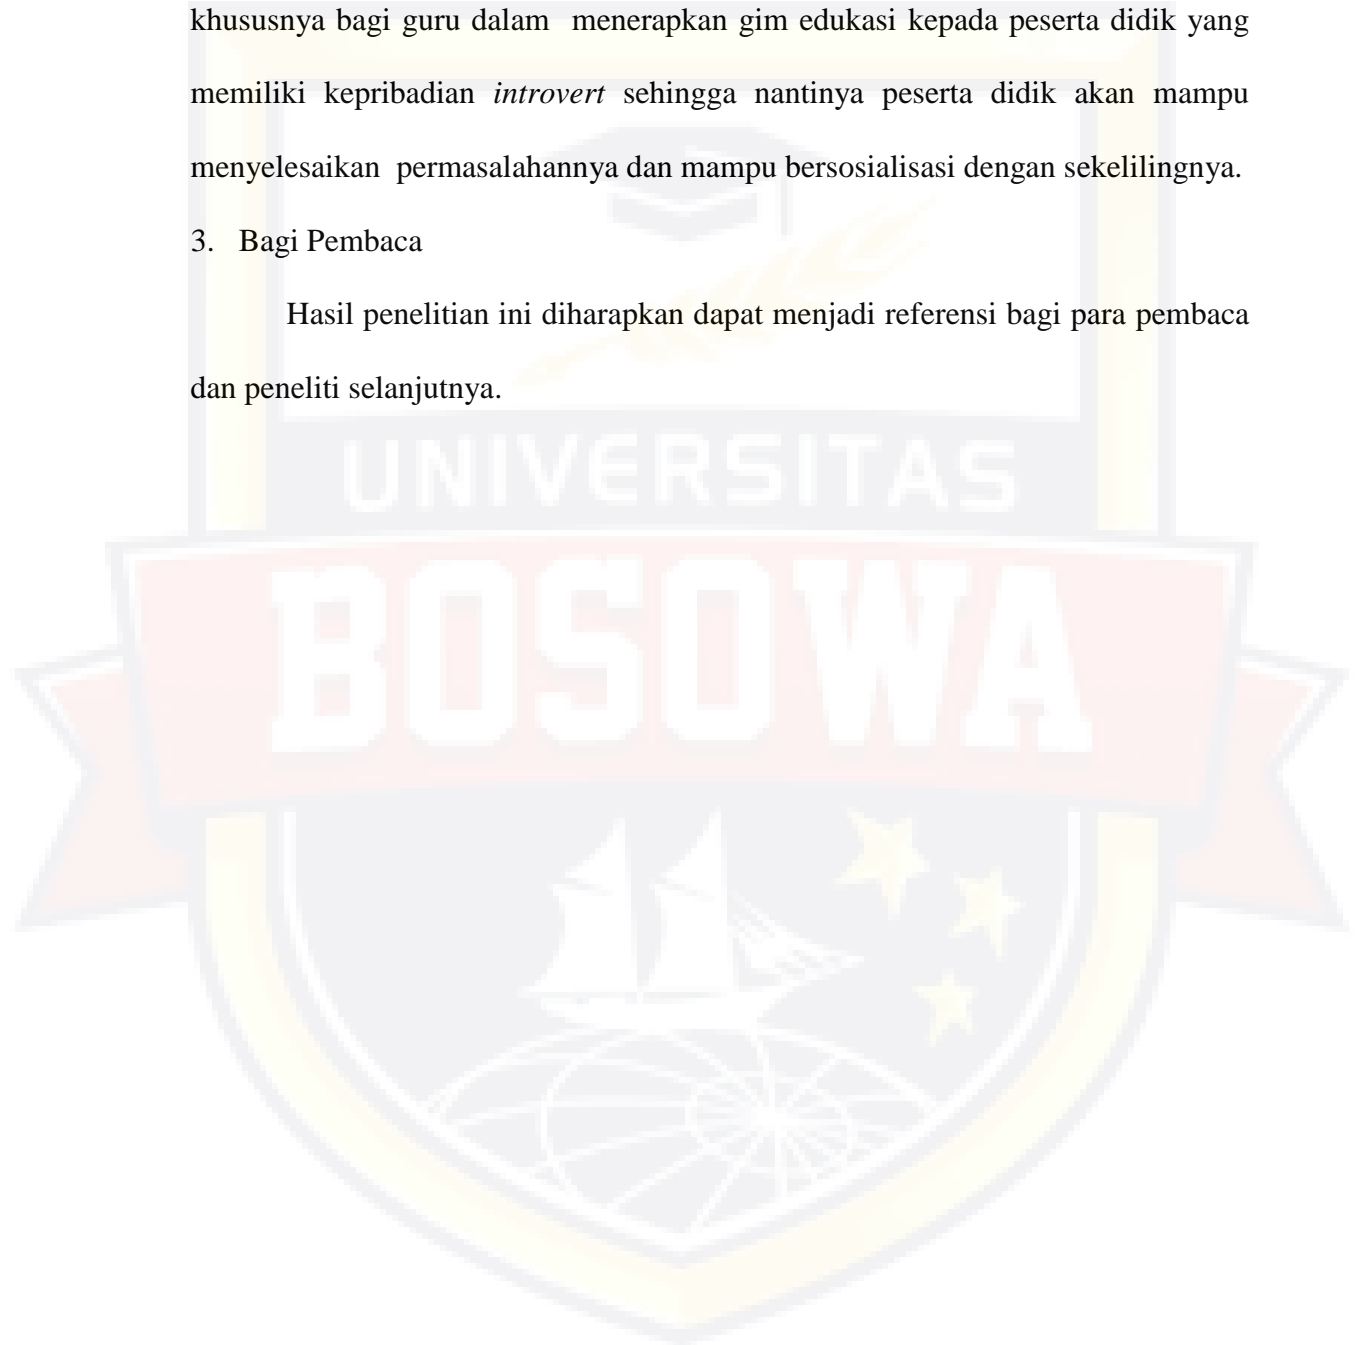 khususnya bagi guru dalam  menerapkan gim edukasi kepada peserta didik yang
memiliki kepribadian introvert sehingga nantinya peserta didik akan mampu
menyelesaikan  permasalahannya dan mampu bersosialisasi dengan sekelilingnya.
3. Bagi Pembaca
Hasil penelitian ini diharapkan dapat menjadi referensi bagi para pembaca
dan peneliti selanjutnya.
UNIVERSITAS
BOSOWA